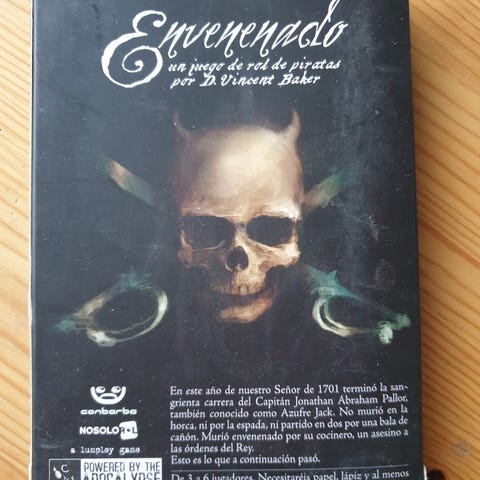 Envenenado
un juego de rol de piratas
por D. Vincent Baker
conbarba
NOSOLOROL
a lumpley game
POWERED BY THE
APOCALYPSE
En este año de nuestro Señor de 1701 terminó la san-
grienta carrera del Capitán Jonathan Abraham Pallor,
también conocido como Azufre Jack. No murió en la
horca, ni por la espada, ni partido en dos por una bala de
cañón. Murió envenenado por su cocinero, un asesino a
las órdenes del Rey.
Esto es lo que a continuación pasó.
De 3 a 6 jugadores. Necesitaréis papel, lápiz y al menos